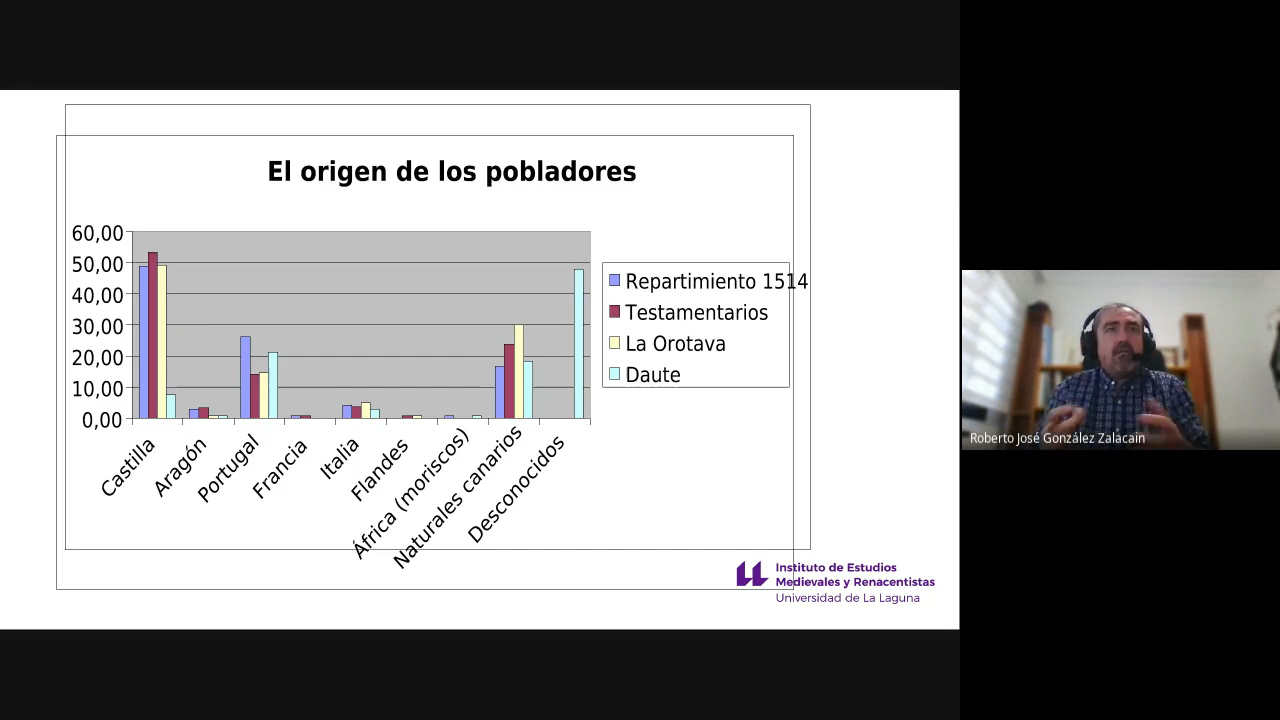 El origen de los pobladores
60,00
50,00
40,00
30,00
20,00
10,00
0,00
Castilla
Aragón
Portugal
Francia
Italia
Flandes
África (moriscos)
Naturales canarios
Desconocidos
Repartimiento 1514
Testamentarios
La Orotava
Daute
Instituto de Estudios
Medievales y Renacentistas
Universidad de La Laguna
Roberto José González Zalacain